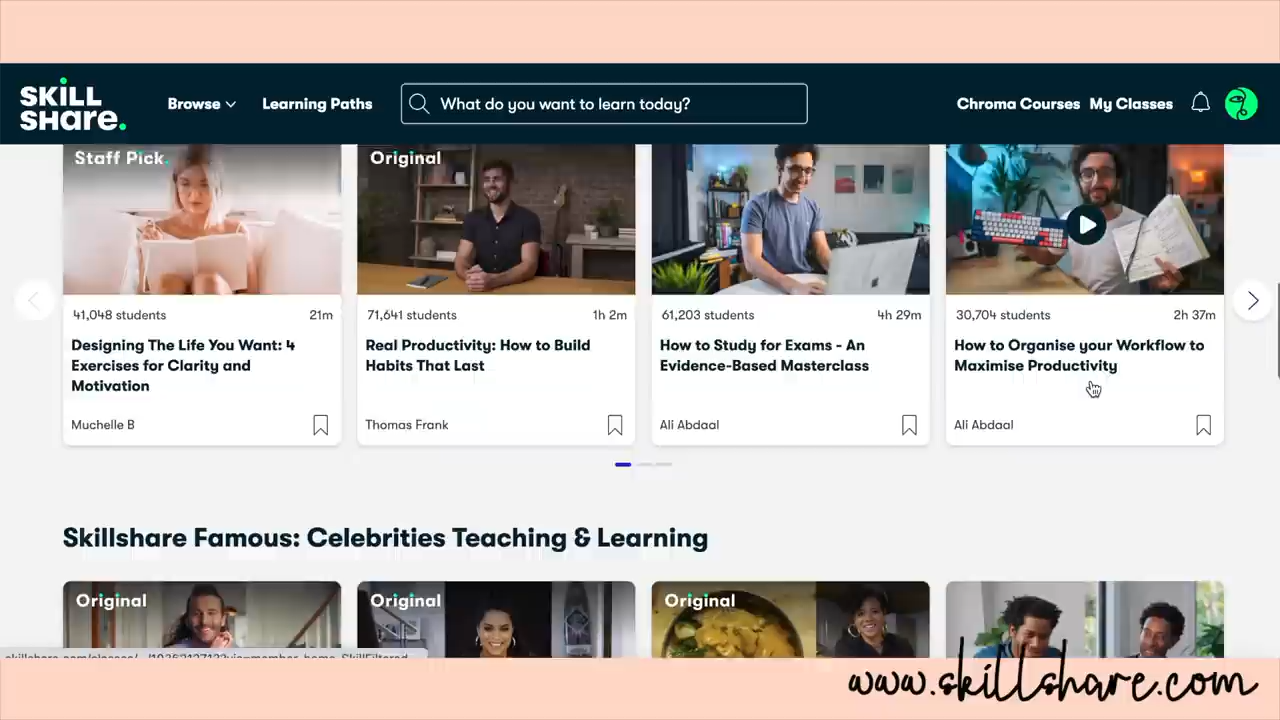 SKILL
SHare.
Browse
Learning Paths
What do you want to learn today?
Chroma Courses
My Classes
Staff Pick.
Original
41,048 students
21m
Designing The Life You Want: 4
Exercises for Clarity and
Motivation
Muchelle B
71,641 students
1h 2m
Real Productivity: How to Build
Habits That Last
Thomas Frank
61,203 students
4h 29m
How to Study for Exams - An
Evidence-Based Masterclass
Ali Abdaal
30,704 students
2h 37m
How to Organise your Workflow to
Maximise Productivity
Ali Abdaal
Skillshare Famous: Celebrities Teaching & Learning
Original
Original
Original
www.skillshare.com